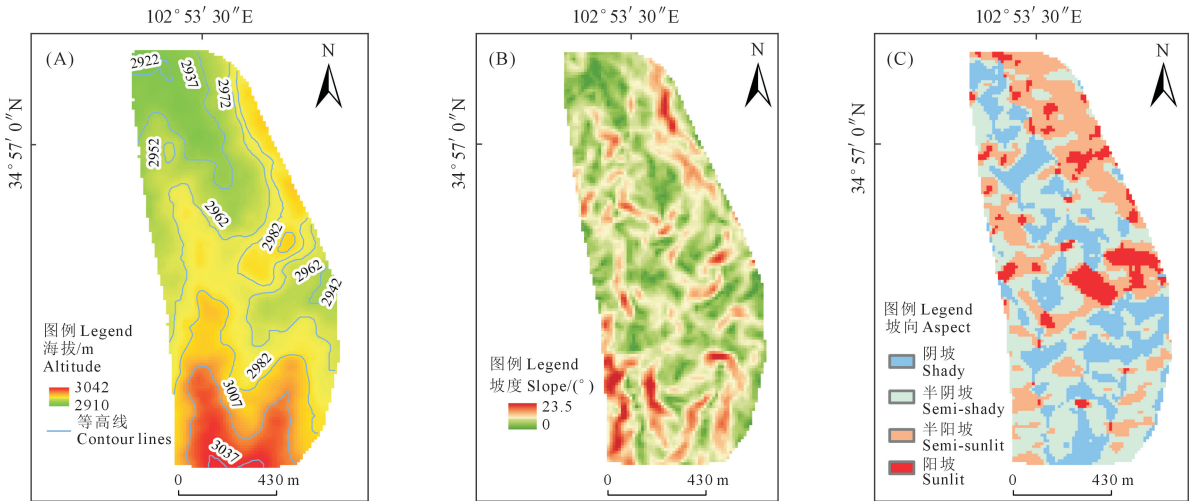 102° 53′ 30″E
34° 57′ 0″N
(A)
N
2922
2937
2972
2952
2962
2982
2962
2942
2982
3007
3037
图例 Legend
海拔/m
Altitude
3042
2910
等高线
Contour lines
0 430 m
102° 53′ 30″E
34° 57′ 0″N
(B)
N
图例 Legend
坡度 Slope/(°)
23.5
0
0 430 m
102° 53′ 30″E
34° 57′ 0″N
(C)
N
图例 Legend
坡向 Aspect
阴坡
Shady
半阴坡
Semi-shady
半阳坡
Semi-sunlit
阳坡
Sunlit
0 430 m